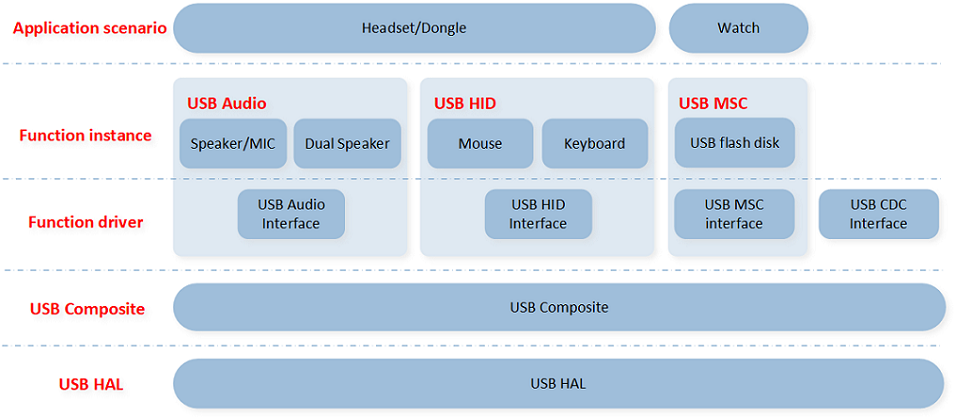 Application scenario
Headset/Dongle
Watch
USB Audio
USB HID
USB MSC
Function instance
Speaker/MIC
Dual Speaker
Mouse
Keyboard
USB flash disk
Function driver
USB Audio
Interface
USB HID
Interface
USB MSC
interface
USB CDC
Interface
USB Composite
USB Composite
USB HAL
USB HAL